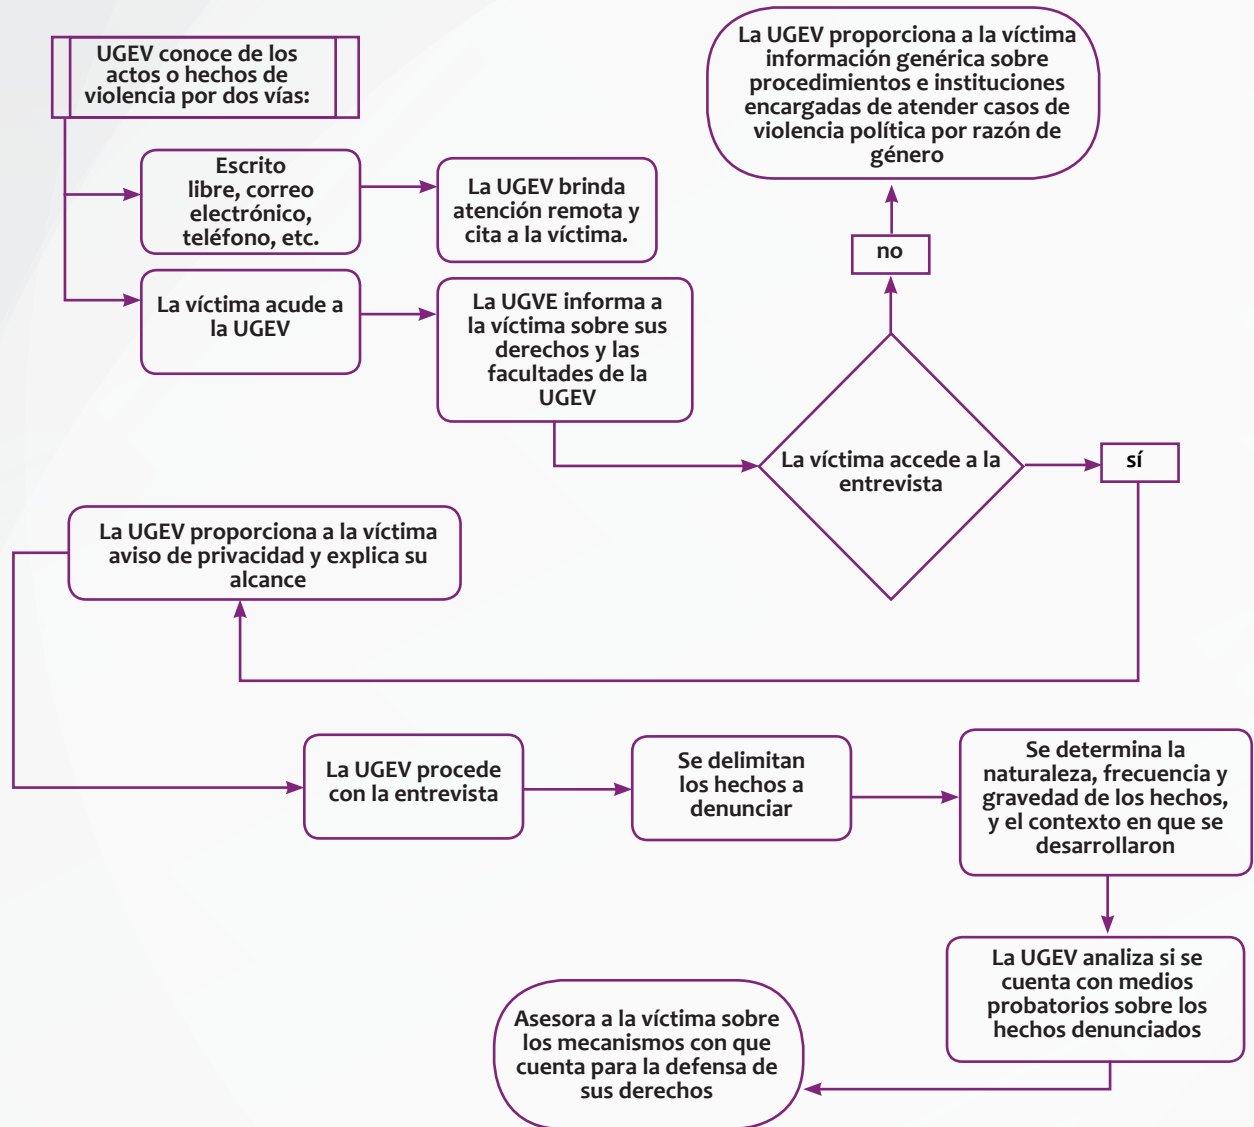 UGEV conoce de los
actos o hechos de
violencia por dos vías:
Escrito
libre, correo
electrónico,
teléfono, etc.
La UGEV brinda
atención remota y
cita a la víctima.
La víctima acude a
la UGEV
La UGVE informa a
la víctima sobre sus
derechos y las
facultades de la
UGEV
La víctima accede a la
entrevista
no
La UGEV proporciona a la víctima
información genérica sobre
procedimientos e instituciones
encargadas de atender casos de
violencia política por razón de
género
sí
La UGEV proporciona a la víctima
aviso de privacidad y explica su
alcance
La UGEV procede
con la entrevista
Se delimitan
los hechos a
denunciar
Se determina la
naturaleza, frecuencia y
gravedad de los hechos,
y el contexto en que se
desarrollaron
La UGEV analiza si se
cuenta con medios
probatorios sobre los
hechos denunciados
Asesora a la víctima sobre
los mecanismos con que
cuenta para la defensa de
sus derechos